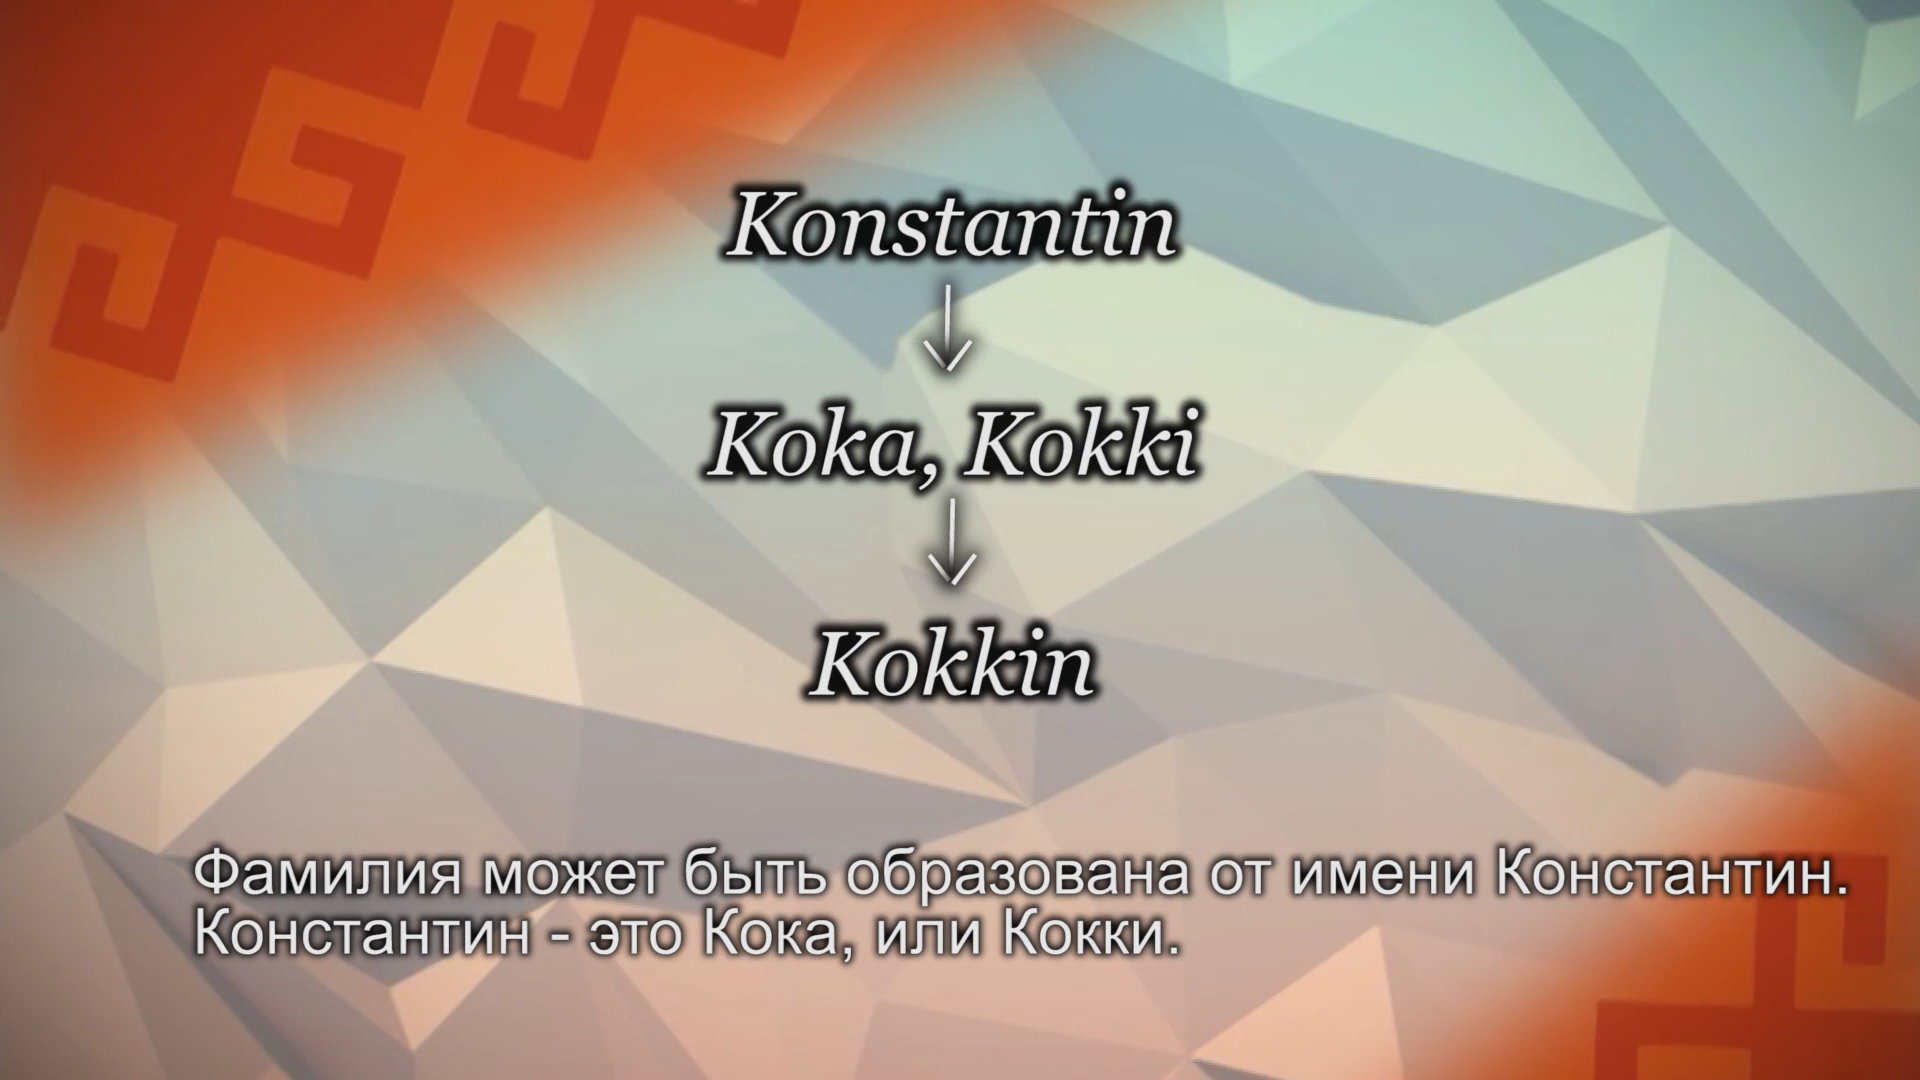 Konstantin
Koka, Kokki
Kokkin
Фамилия может быть образована от имени Константин.
Константин - это Кока, или Кокки.